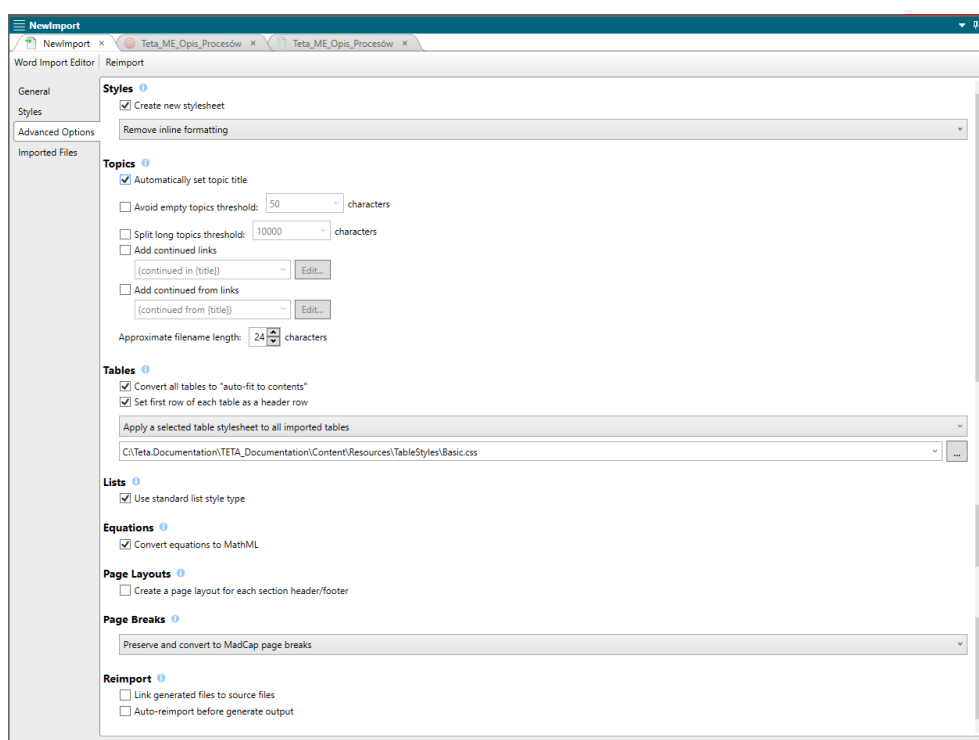 NewImport
NewImport × Teta_ME_Opis_Procesów × Teta_ME_Opis_Procesów ×
Word Import Editor Reimport
General
Styles
Advanced Options
Imported Files
Styles
Create new stylesheet
Remove inline formatting
Topics
Automatically set topic title
Avoid empty topics threshold: 50 characters
Split long topics threshold: 10000 characters
Add continued links
(continued in {title}) Edit...
Add continued from links
(continued from {title}) Edit...
Approximate filename length: 24 characters
Tables
Convert all tables to "auto-fit to contents"
Set first row of each table as a header row
Apply a selected table stylesheet to all imported tables
C:\Teta.Documentation\TETA_Documentation\Content\Resources\TableStyles\Basic.css ...
Lists
Use standard list style type
Equations
Convert equations to MathML
Page Layouts
Create a page layout for each section header/footer
Page Breaks
Preserve and convert to MadCap page breaks
Reimport
Link generated files to source files
Auto-reimport before generate output